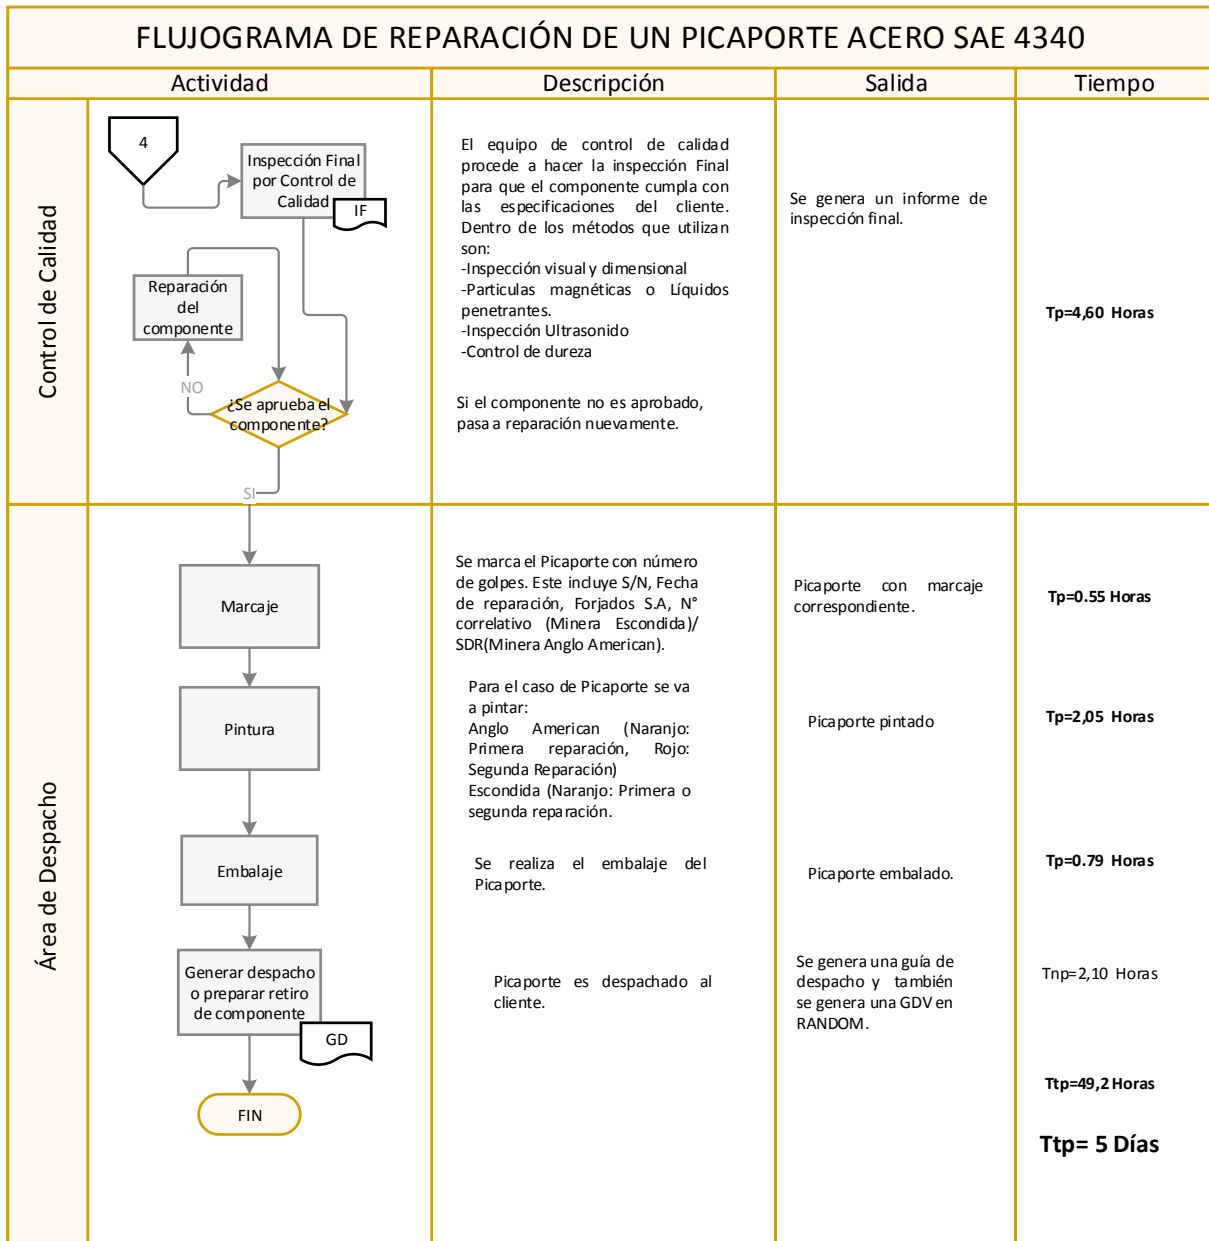 FLUJOGRAMA DE REPARACIÓN DE UN PICAPORTE ACERO SAE 4340
Actividad
Descripción
Salida
Tiempo
Control de Calidad
4
Inspección Final
por Control de
Calidad
IF
Reparación
del
componente
NO
¿Se aprueba el
componente?
SI
El equipo de control de calidad
procede a hacer la inspección Final
para que el componente cumpla con
las especificaciones del cliente.
Dentro de los métodos que utilizan
son:
-Inspección visual y dimensional
-Particulas magnéticas o Líquidos
penetrantes.
-Inspección Ultrasonido
-Control de dureza
Si el componente no es aprobado,
pasa a reparación nuevamente.
Se genera un informe de
inspección final.
Tp=4,60 Horas
Área de Despacho
Marcaje
Se marca el Picaporte con número
de golpes. Este incluye S/N, Fecha
de reparación, Forjados S.A, N°
correlativo (Minera Escondida)/
SDR(Minera Anglo American).
Picaporte con marcaje
correspondiente.
Tp=0.55 Horas
Pintura
Para el caso de Picaporte se va
a pintar:
Anglo American (Naranjo:
Primera reparación, Rojo:
Segunda Reparación)
Escondida (Naranjo: Primera o
segunda reparación.
Picaporte pintado
Tp=2,05 Horas
Embalaje
Se realiza el embalaje del
Picaporte.
Picaporte embalado.
Tp=0.79 Horas
Generar despacho
o preparar retiro
de componente
GD
Picaporte es despachado al
cliente.
Se genera una guía de
despacho y también
se genera una GDV en
RANDOM.
Tnp=2,10 Horas
FIN
Ttp=49,2 Horas
Ttp= 5 Días